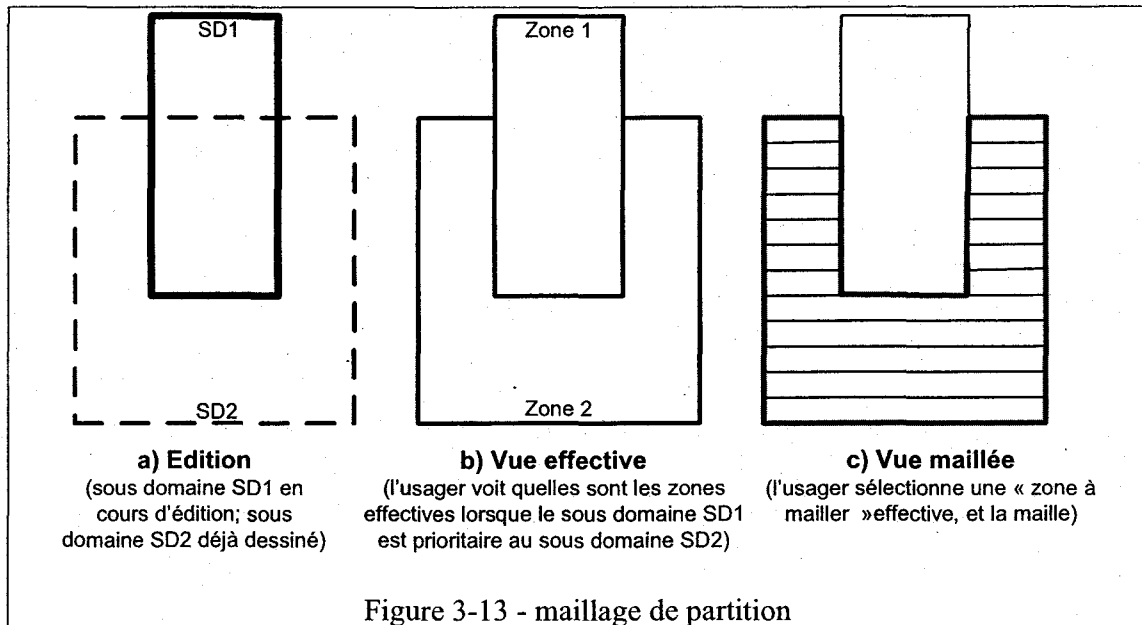 SD1
SD2
a) Edition
(sous domaine SD1 en
cours d'édition; sous
domaine SD2 déjà dessiné)
Zone 1
Zone 2
b) Vue effective
(l'usager voit quelles sont les zones
effectives lorsque le sous domaine SD1
est prioritaire au sous domaine SD2)
c) Vue maillée
(l'usager sélectionne une « zone à
mailler »effective, et la maille)
Figure 3-13 - maillage de partition